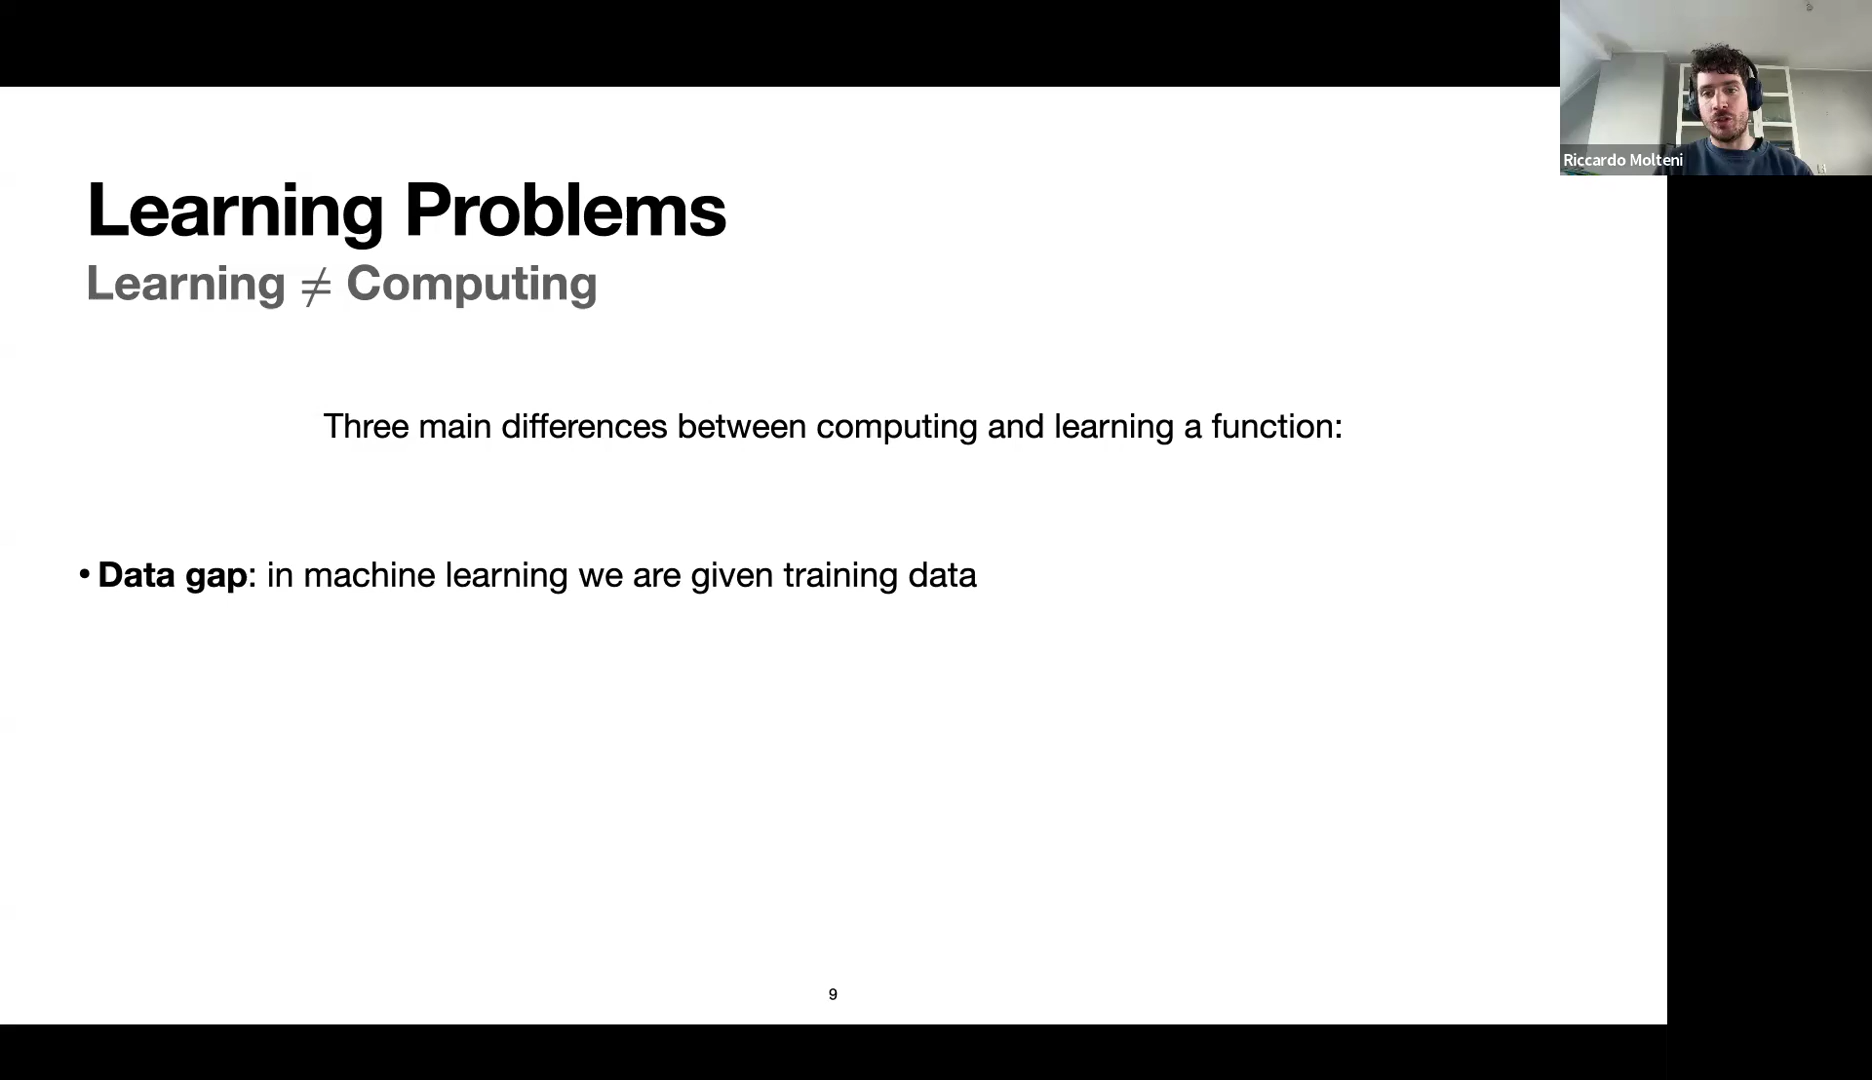 Riccardo Molteni
Learning Problems
Learning ≠ Computing
Three main differences between computing and learning a function:
• Data gap: in machine learning we are given training data
9